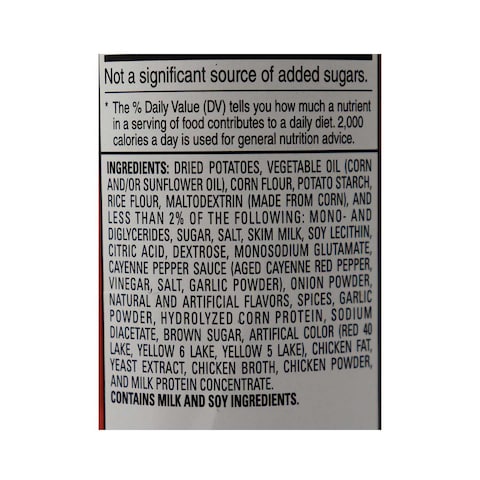 Not a significant source of added sugars.
* The % Daily Value (DV) tells you how much a nutrient
in a serving of food contributes to a daily diet. 2,000
calories a day is used for general nutrition advice.
INGREDIENTS: DRIED POTATOES, VEGETABLE OIL (CORN
AND/OR SUNFLOWER OIL), CORN FLOUR, POTATO STARCH,
RICE FLOUR, MALTODEXTRIN (MADE FROM CORN), AND
LESS THAN 2% OF THE FOLLOWING: MONO- AND
DIGLYCERIDES, SUGAR, SALT, SKIM MILK, SOY LECITHIN,
CITRIC ACID, DEXTROSE, MONOSODIUM GLUTAMATE,
CAYENNE PEPPER SAUCE (AGED CAYENNE RED PEPPER,
VINEGAR, SALT, GARLIC POWDER), ONION POWDER,
NATURAL AND ARTIFICIAL FLAVORS, SPICES, GARLIC
POWDER, HYDROLYZED CORN PROTEIN, SODIUM
DIACETATE, BROWN SUGAR, ARTIFICAL COLOR (RED 40
LAKE, YELLOW 6 LAKE, YELLOW 5 LAKE), CHICKEN FAT,
YEAST EXTRACT, CHICKEN BROTH, CHICKEN POWDER,
AND MILK PROTEIN CONCENTRATE.
CONTAINS MILK AND SOY INGREDIENTS.